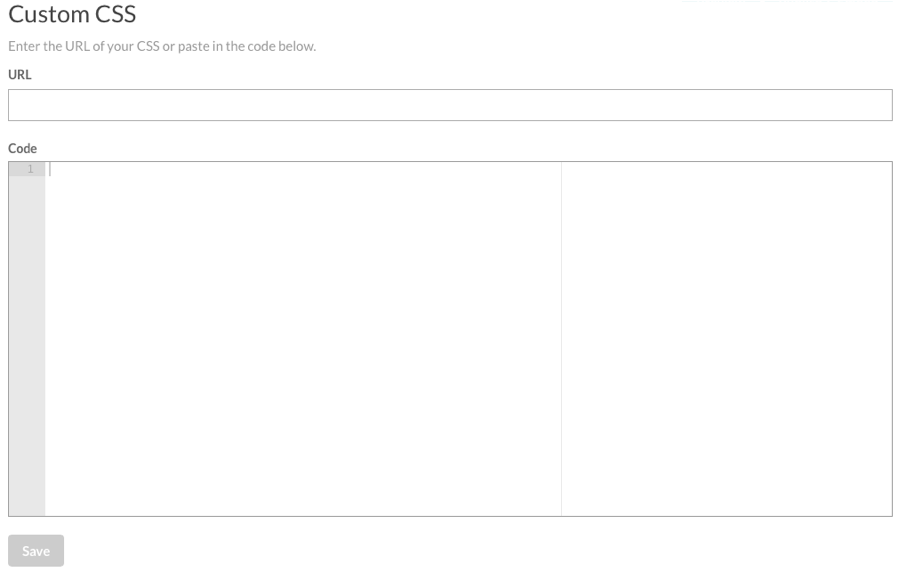 Custom CSS
Enter the URL of your CSS or paste in the code below.
URL
Code
1
Save